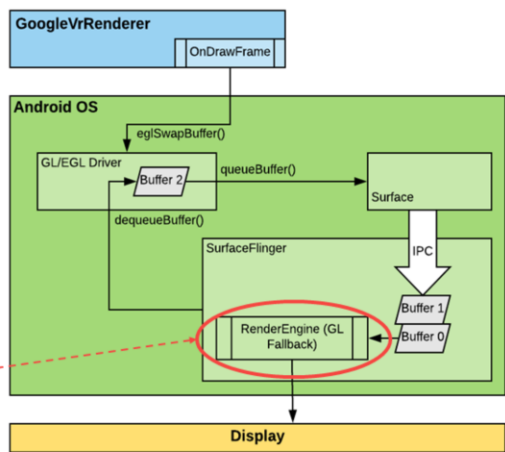 GoogleVrRenderer
OnDrawFrame
Android OS
eglSwapBuffer()
GL/EGL Driver
Buffer 2
queueBuffer()
Surface
dequeueBuffer()
SurfaceFlinger
IPC
Buffer 1
Buffer 0
RenderEngine (GL
Fallback)
Display